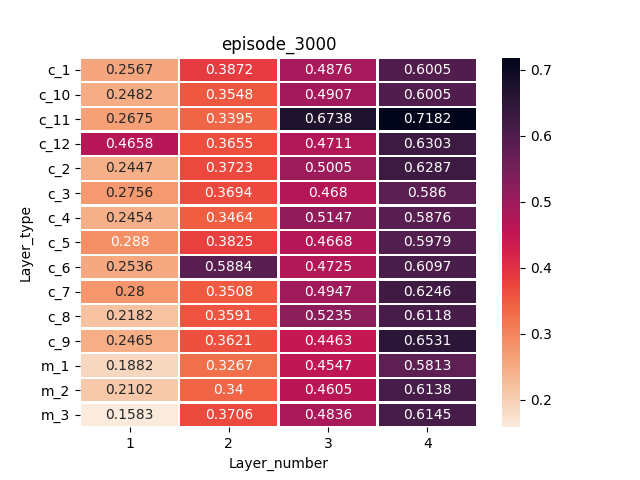 episode_3000
c_1 0.2567 0.3872 0.4876 0.6005
c_10 0.2482 0.3548 0.4907 0.6005
c_11 0.2675 0.3395 0.6738 0.7182
c_12 0.4658 0.3655 0.4711 0.6303
c_2 0.2447 0.3723 0.5005 0.6287
c_3 0.2756 0.3694 0.468 0.586
c_4 0.2454 0.3464 0.5147 0.5876
c_5 0.288 0.3825 0.4668 0.5979
c_6 0.2536 0.5884 0.4725 0.6097
c_7 0.28 0.3508 0.4947 0.6246
c_8 0.2182 0.3591 0.5235 0.6118
c_9 0.2465 0.3621 0.4463 0.6531
m_1 0.1882 0.3267 0.4547 0.5813
m_2 0.2102 0.34 0.4605 0.6138
m_3 0.1583 0.3706 0.4836 0.6145
1 2 3 4
Layer_number
Layer_type
0.7
0.6
0.5
0.4
0.3
0.2